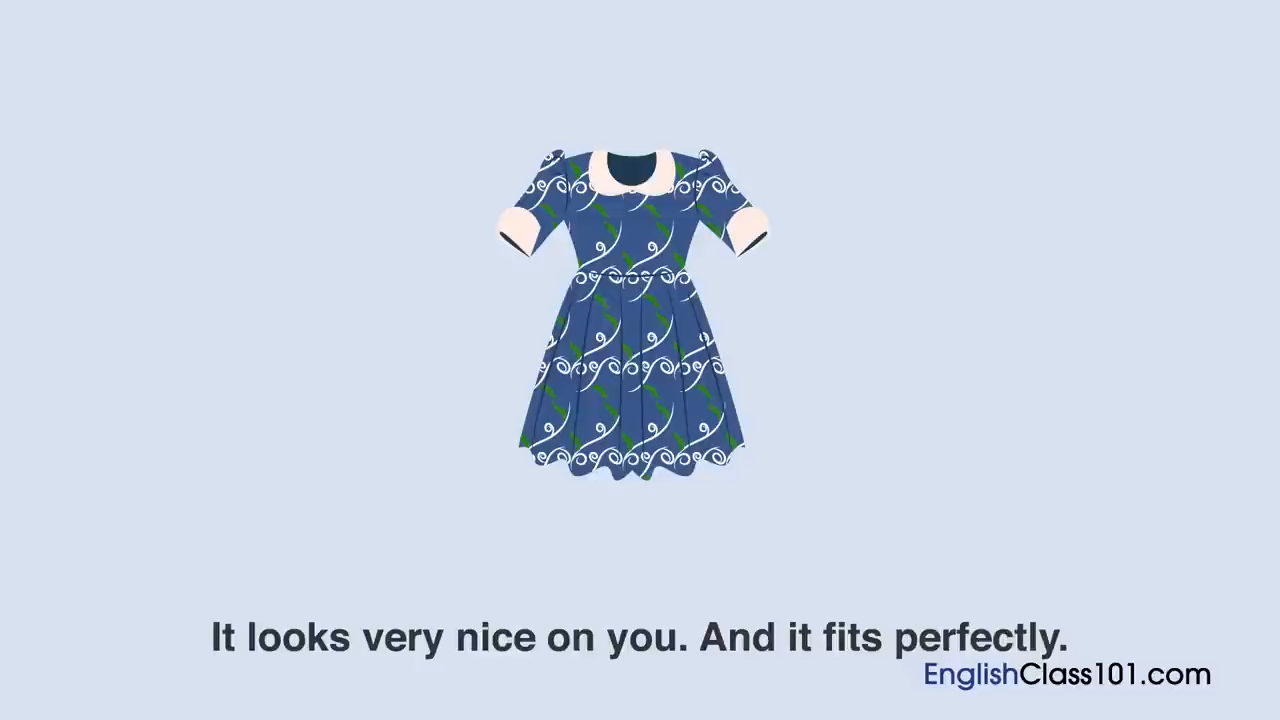 It looks very nice on you. And it fits perfectly.
EnglishClass101.com